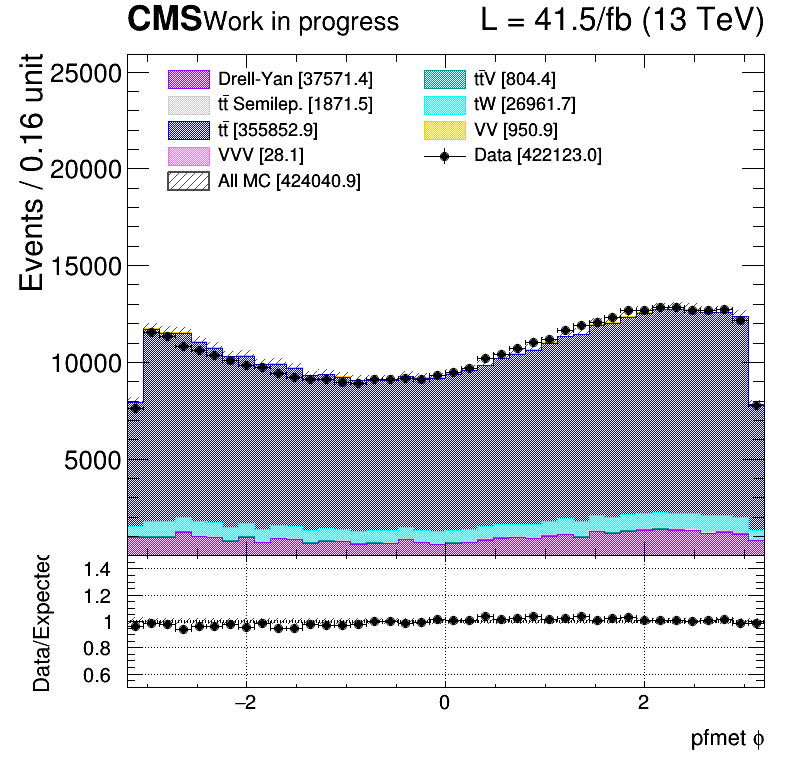 CMS Work in progress L = 41.5/fb (13 TeV)
Events / 0.16 unit
25000
20000
15000
10000
5000
Drell-Yan [37571.4]
tt̄ Semilep. [1871.5]
tt̄ [355852.9]
VVV [28.1]
All MC [424040.9]
tt̄V [804.4]
tW [26961.7]
VV [950.9]
Data [422123.0]
Data/Expected
1.4
1.2
1
0.8
0.6
−2 0 2
pfmet ϕ